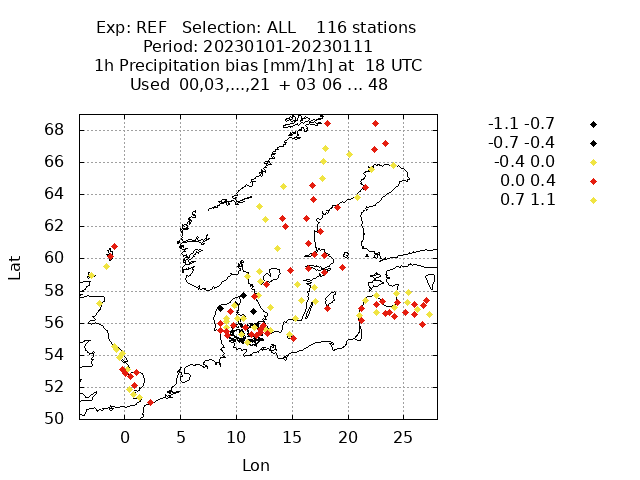 Exp: REF   Selection: ALL    116 stations
Period: 20230101-20230111
1h Precipitation bias [mm/1h] at  18 UTC
Used  00,03,...,21  + 03 06 ... 48
-1.1 -0.7
-0.7 -0.4
-0.4 0.0
0.0 0.4
0.7 1.1
68
66
64
62
60
58
56
54
52
50
Lat
0 5 10 15 20 25
Lon